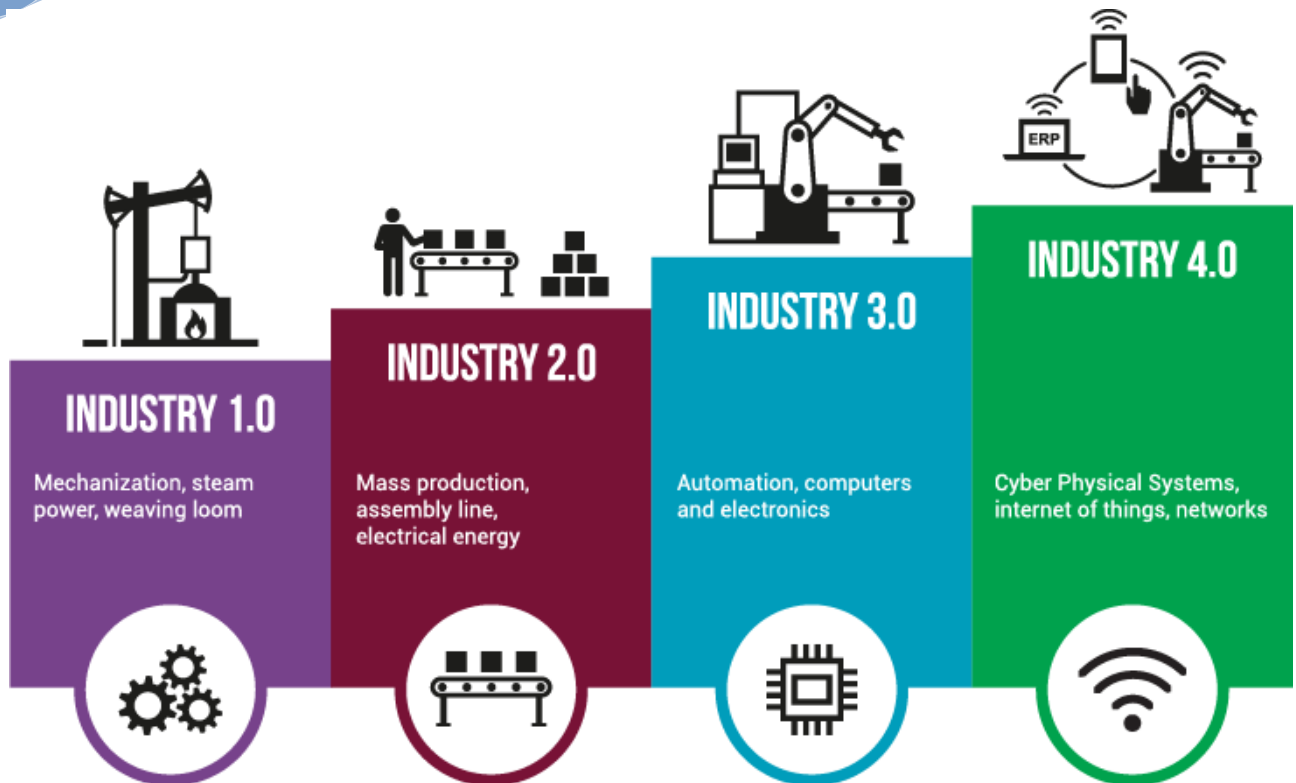 ERP
INDUSTRY 4.0
INDUSTRY 3.0
INDUSTRY 2.0
INDUSTRY 1.0
Mechanization, steam
power, weaving loom
Mass production,
assembly line,
electrical energy
Automation, computers
and electronics
Cyber Physical Systems,
internet of things, networks